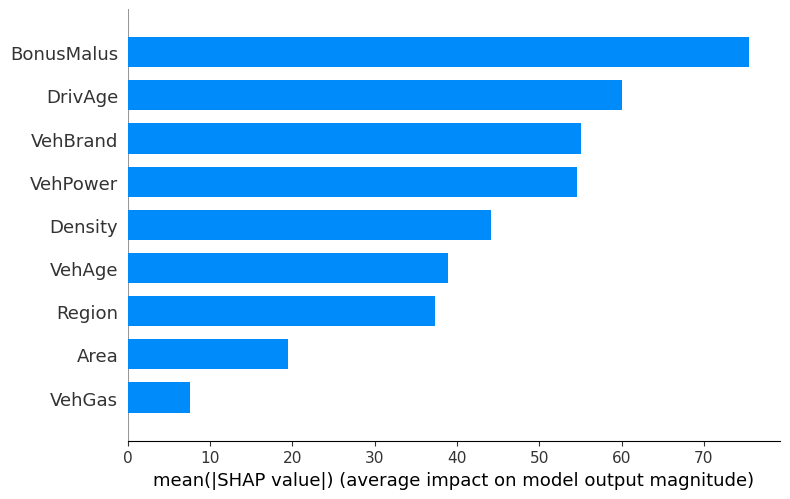 BonusMalus
DrivAge
VehBrand
VehPower
Density
VehAge
Region
Area
VehGas
0 10 20 30 40 50 60 70
mean(|SHAP value|) (average impact on model output magnitude)